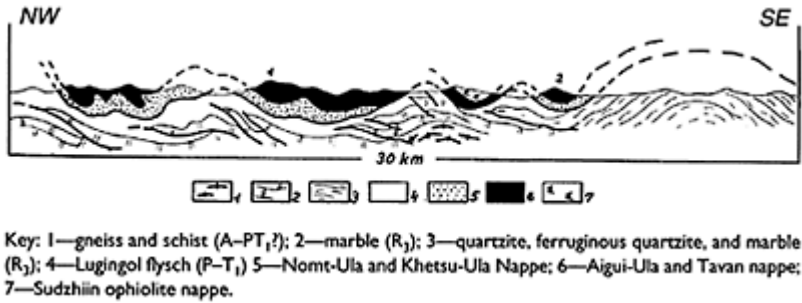 NW SE
1 2
30 km
1 2 3 4 5 6 7
Key: 1—gneiss and schist (A–PT₁?); 2—marble (R₃); 3—quartzite, ferruginous quartzite, and marble
(R₃); 4—Lugingol flysch (P–T₁) 5—Nomt-Ula and Khetsu-Ula Nappe; 6—Aigui-Ula and Tavan nappe;
7—Sudzhiin ophiolite nappe.